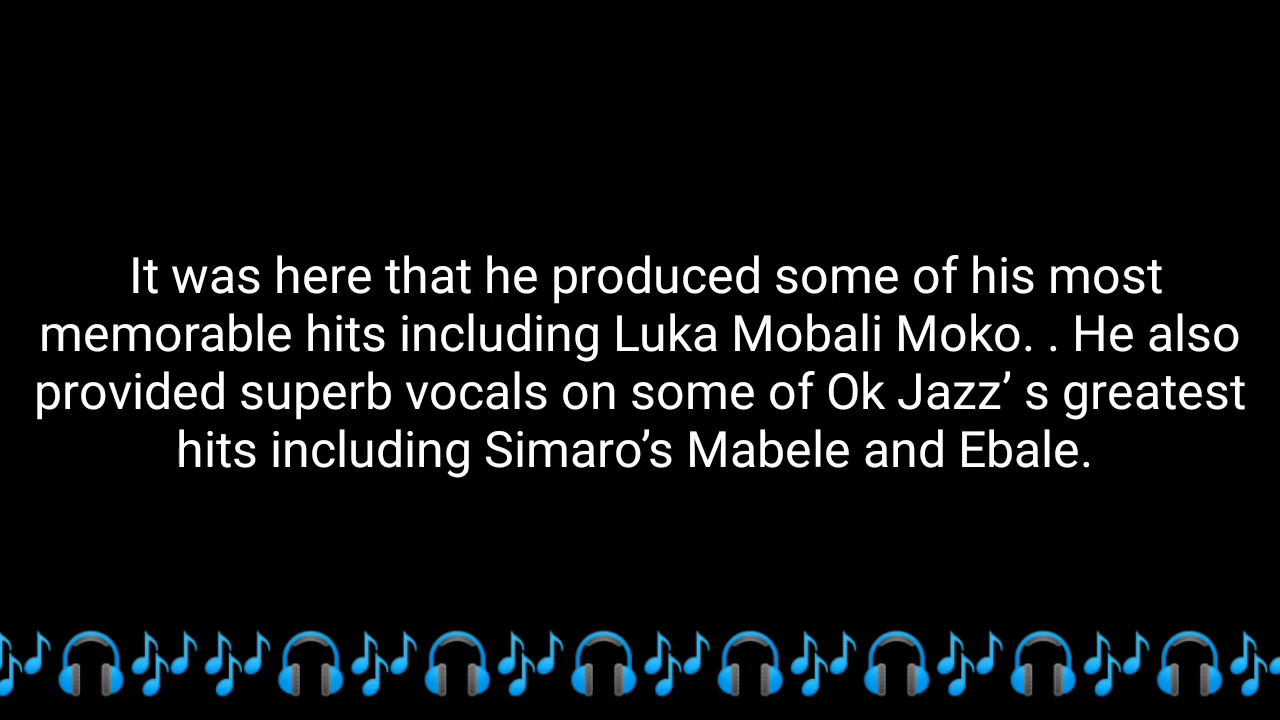 It was here that he produced some of his most
memorable hits including Luka Mobali Moko. . He also
provided superb vocals on some of Ok Jazz’ s greatest
hits including Simaro’s Mabele and Ebale.